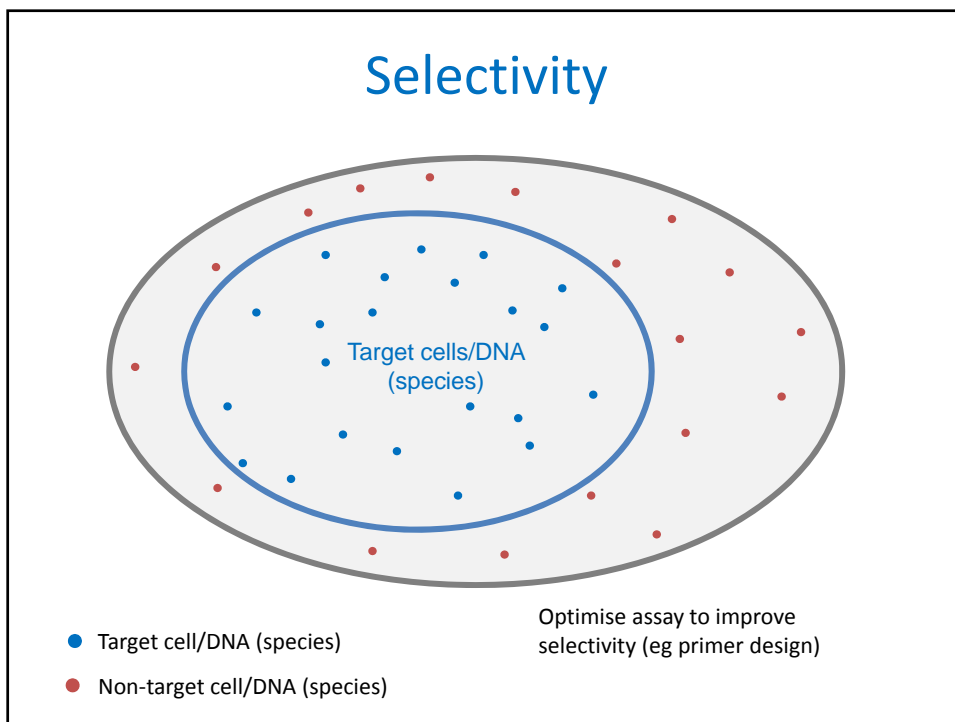 Selectivity
Target cells/DNA
(species)
Target cell/DNA (species)
Non-target cell/DNA (species)
Optimise assay to improve
selectivity (eg primer design)